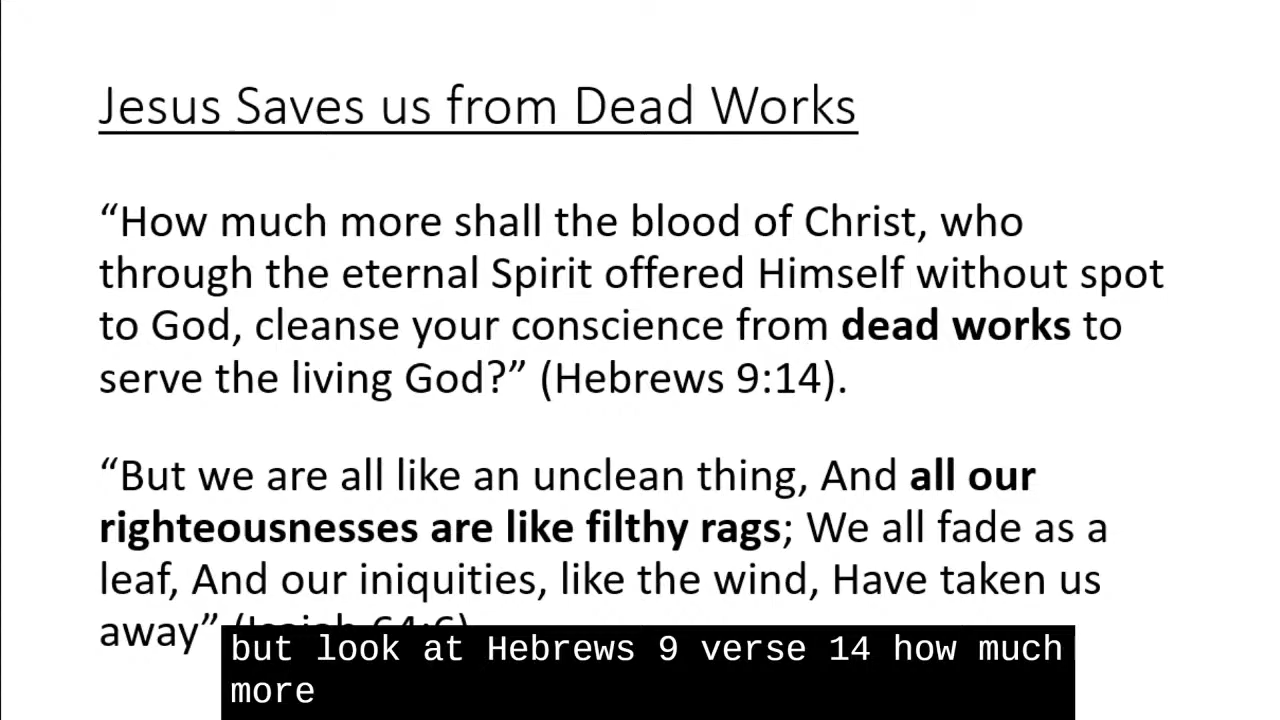 Jesus Saves us from Dead Works
“How much more shall the blood of Christ, who
through the eternal Spirit offered Himself without spot
to God, cleanse your conscience from dead works to
serve the living God?” (Hebrews 9:14).
“But we are all like an unclean thing, And all our
righteousnesses are like filthy rags; We all fade as a
leaf, And our iniquities, like the wind, Have taken us
away” (Isaiah 64:6)
but look at Hebrews 9 verse 14 how much
more